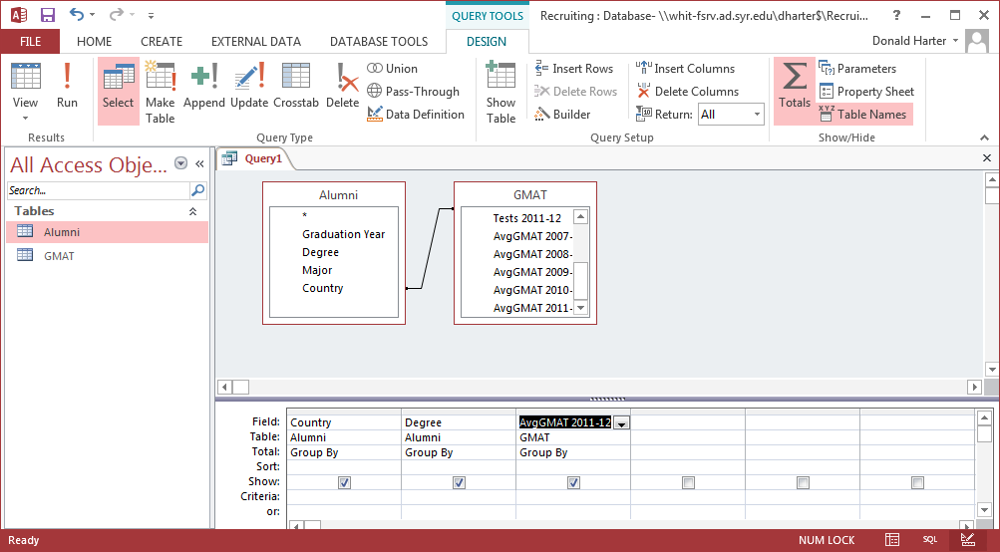 QUERY TOOLS
Recruiting : Database- \\whit-fsrv.ad.syr.edu\dharter$\Recrui...
?
FILE HOME CREATE EXTERNAL DATA DATABASE TOOLS DESIGN Donald Harter
View Run Select Make Table Append Update Crosstab Delete
Union
Pass-Through
Data Definition
Show Table
Insert Rows
Delete Rows
Builder
Insert Columns
Delete Columns
Return: All
Totals
Parameters
Property Sheet
XYZ Table Names
Results Query Type Query Setup Show/Hide
All Access Obje...
Search...
Tables
Alumni
GMAT
Query1
Alumni
*
Graduation Year
Degree
Major
Country
GMAT
Tests 2011-12
AvgGMAT 2007-
AvgGMAT 2008-
AvgGMAT 2009-
AvgGMAT 2010-
AvgGMAT 2011-
Field: Country Degree AvgGMAT 2011-12
Table: Alumni Alumni GMAT
Total: Group By Group By Group By
Sort:
Show:
Criteria:
or:
Ready NUM LOCK SQL